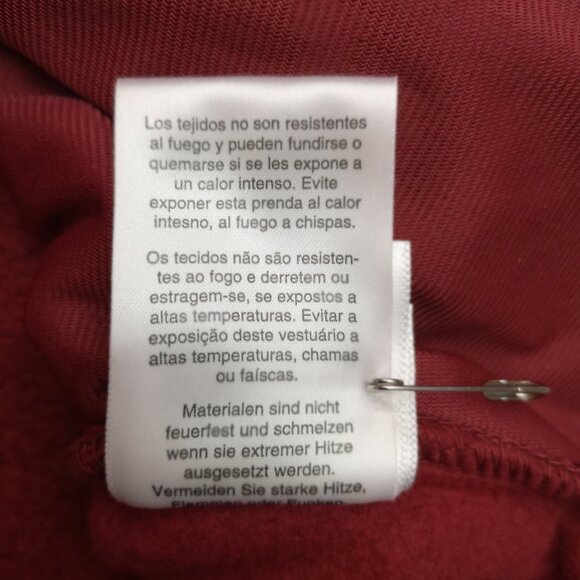 Los tejidos no son resistentes
al fuego y pueden fundirse o
quemarse si se les expone a
un calor intenso. Evite
exponer esta prenda al calor
intesno, al fuego a chispas.
Os tecidos não são resisten-
tes ao fogo e derretem ou
estragem-se, se expostos a
altas temperaturas. Evitar a
exposição deste vestuário a
altas temperaturas, chamas
ou faíscas.
Materialen sind nicht
feuerfest und schmelzen
wenn sie extremer Hitze
ausgesetzt werden.
Vermeiden Sie starke Hitze,
Flammen oder Funken.